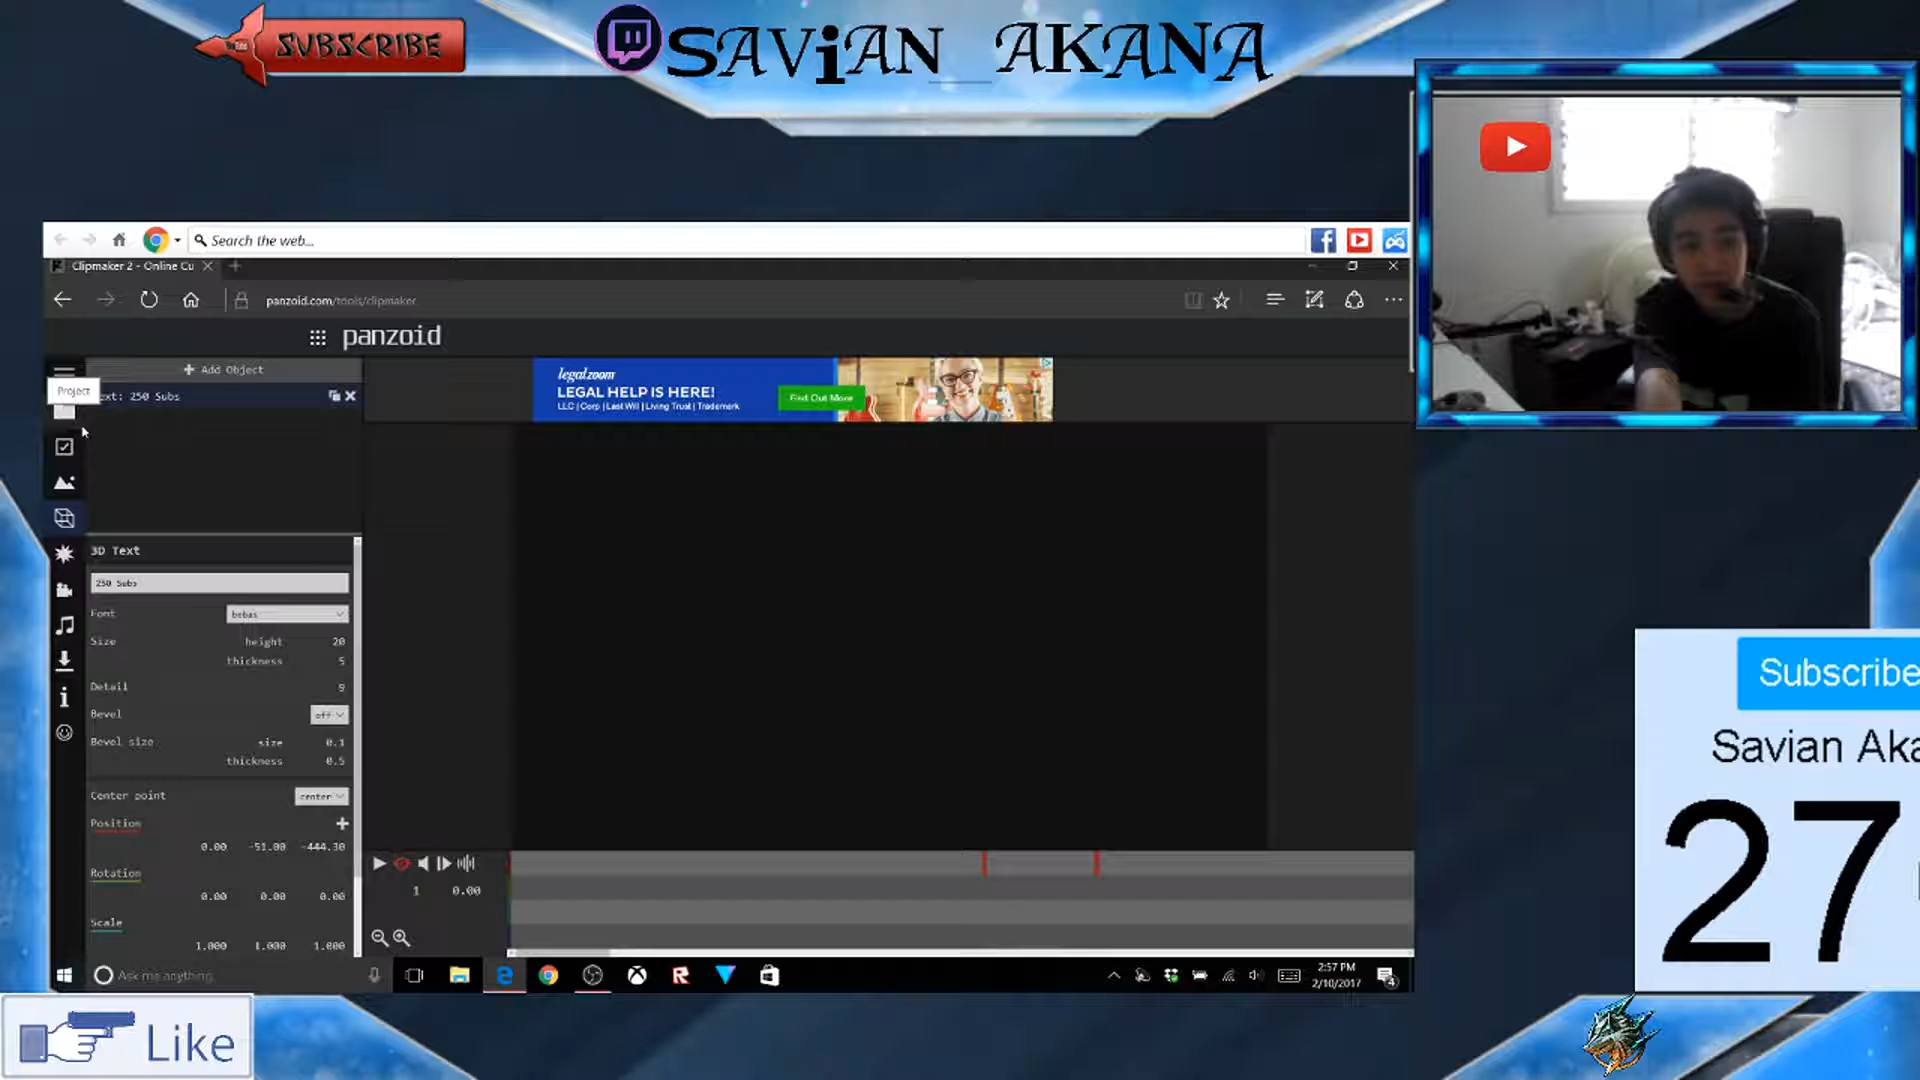 SUBSCRIBE
SAViAN_AKANA
Search the web...
Clipmaker 2 - Online Cu
panzoid.com/tools/clipmaker
panzoid
Project
Add Object
ext: 250 Subs
legalzoom
LEGAL HELP IS HERE!
LLC | Corp | Last Will | Living Trust | Trademark
Find Out More
3D Text
250 Subs
Font bebas
Size height 20
thickness 5
Detail 9
Bevel off
Bevel size size 0.1
thickness 0.5
Center point center
Position
0.00 -51.00 -444.30
Rotation
0.00 0.00 0.00
Scale
1.000 1.000 1.000
1 0.00
Ask me anything
2:57 PM
2/10/2017
4
Subscribe
Savian Aka
27
Like